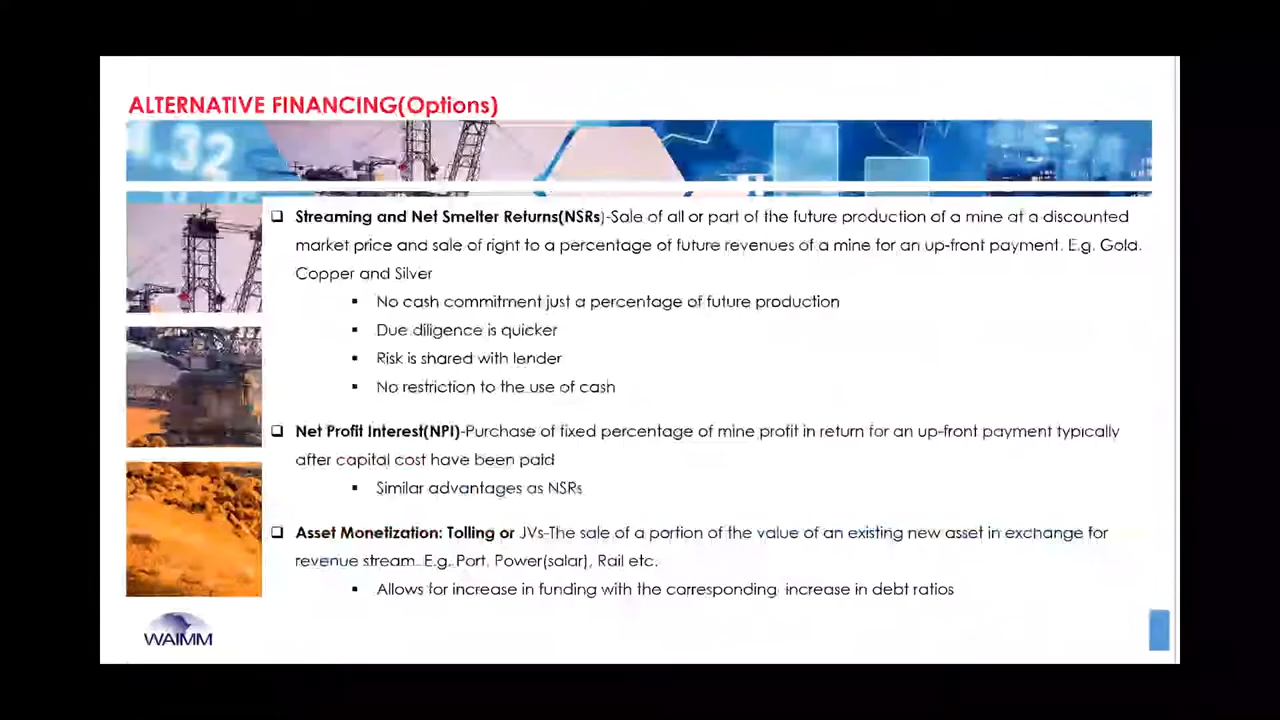 ALTERNATIVE FINANCING(Options)
4.32
Streaming and Net Smelter Returns(NSRs)-Sale of all or part of the future production of a mine at a discounted
market price and sale of right to a percentage of future revenues of a mine for an up-front payment. E.g. Gold.
Copper and Silver
No cash commitment just a percentage of future production
Due diligence is quicker
Risk is shared with lender
No restriction to the use of cash
Net Profit Interest(NPI)-Purchase of fixed percentage of mine profit in return for an up-front payment typically
after capital cost have been paid
Similar advantages as NSRs
Asset Monetization: Tolling or JVs-The sale of a portion of the value of an existing new asset in exchange for
revenue stream. E.g. Port, Power(salar), Rail etc.
Allows for increase in funding with the corresponding increase in debt ratios
WAIMM